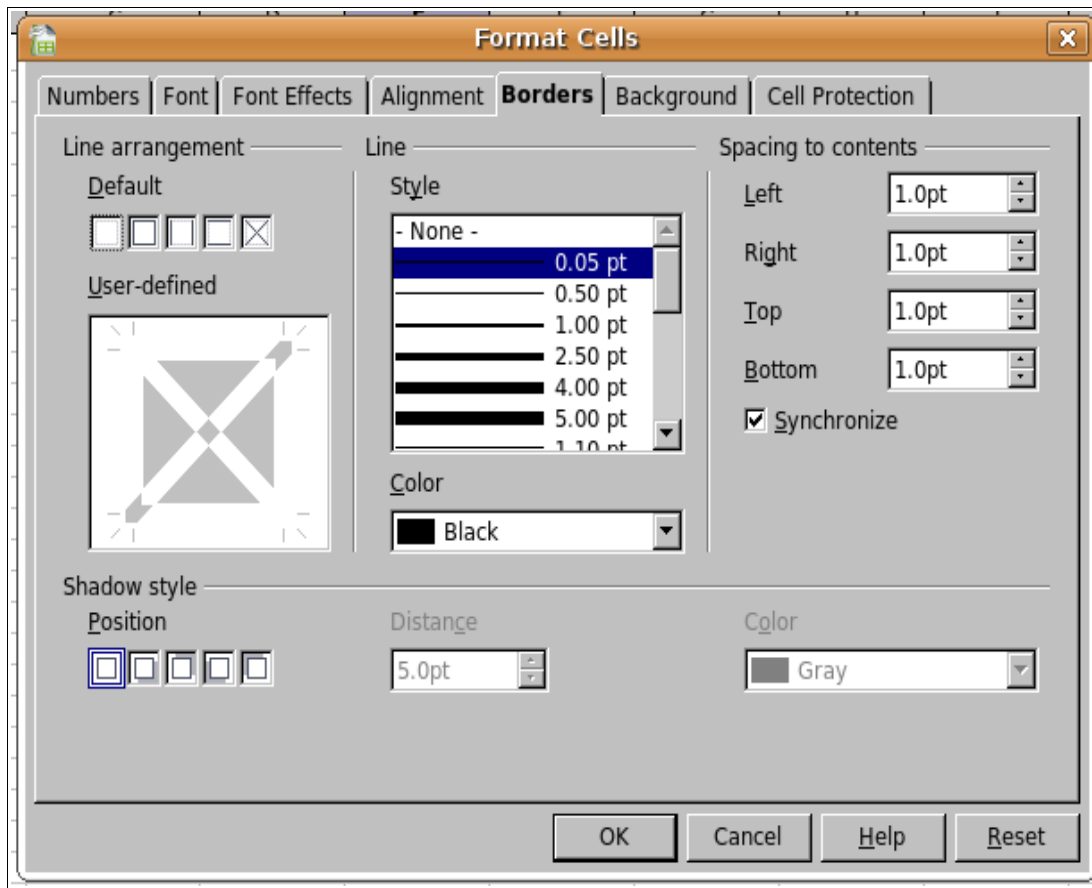 Format Cells
Numbers Font Font Effects Alignment Borders Background Cell Protection
Line arrangement
Default
User-defined
Line
Style
- None -
0.05 pt
0.50 pt
1.00 pt
2.50 pt
4.00 pt
5.00 pt
1.10 pt
Color
Black
Spacing to contents
Left 1.0pt
Right 1.0pt
Top 1.0pt
Bottom 1.0pt
Synchronize
Shadow style
Position
Distance
5.0pt
Color
Gray
OK Cancel Help Reset